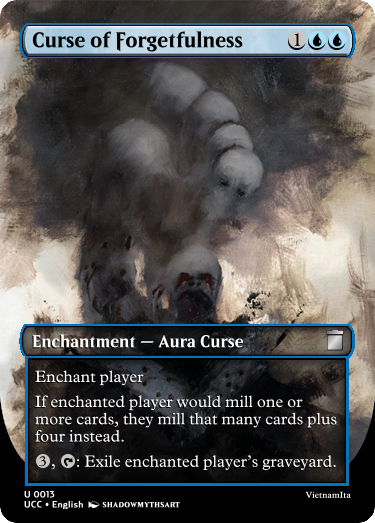 Curse of Forgetfulness 1
Enchantment — Aura Curse
Enchant player
If enchanted player would mill one or
more cards, they mill that many cards plus
four instead.
3, : Exile enchanted player's graveyard.
U 0013
UCC • English SHADOWMYTHSART
VietnamIta